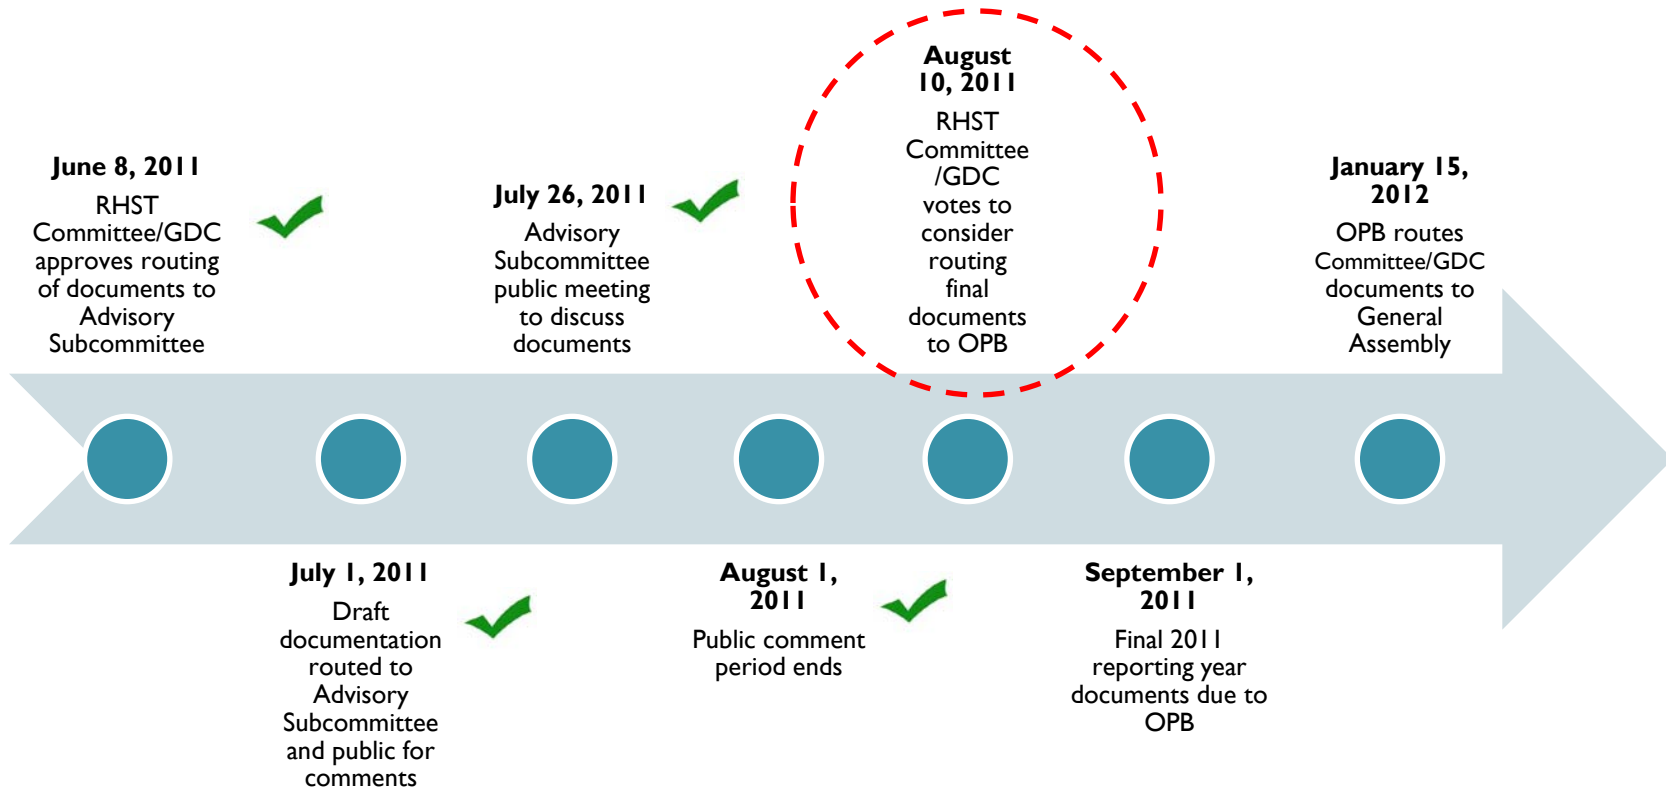 June 8, 2011
RHST
Committee/GDC
approves routing
of documents to
Advisory
Subcommittee
July 1, 2011
Draft
documentation
routed to
Advisory
Subcommittee
and public for
comments
July 26, 2011
Advisory
Subcommittee
public meeting
to discuss
documents
August 1,
2011
Public comment
period ends
August
10, 2011
RHST
Committee
/GDC
votes to
consider
routing
final
documents
to OPB
September 1,
2011
Final 2011
reporting year
documents due to
OPB
January 15,
2012
OPB routes
Committee/GDC
documents to
General
Assembly